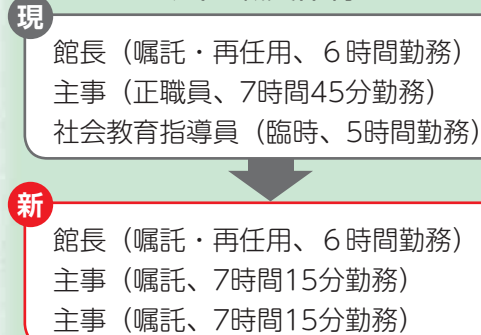 現
館長（嘱託・再任用、６時間勤務）
主事（正職員、7時間45分勤務）
社会教育指導員（臨時、5時間勤務）
新
館長（嘱託・再任用、６時間勤務）
主事（嘱託、7時間15分勤務）
主事（嘱託、7時間15分勤務）